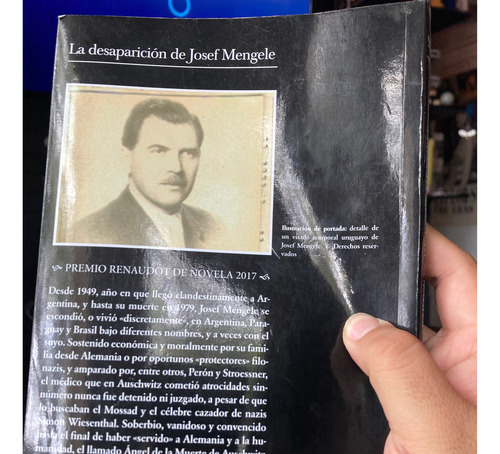 La desaparición de Josef Mengele
Ilustración de portada: detalle de
un visado temporal uruguayo de
Josef Mengele. © Derechos reser-
vados
PREMIO RENAUDOT DE NOVELA 2017
Desde 1949, año en que llegó clandestinamente a Ar-
gentina, y hasta su muerte en 1979, Josef Mengele se
escondió, o vivió «discretamente», en Argentina, Para-
guay y Brasil bajo diferentes nombres, y a veces con el
suyo. Sostenido económica y moralmente por su fami-
lia desde Alemania o por oportunos «protectores» filo-
nazis, y amparado por, entre otros, Perón y Stroessner,
el médico que en Auschwitz cometió atrocidades sin-
número nunca fue detenido ni juzgado, a pesar de que
lo buscaban el Mossad y el célebre cazador de nazis
Simon Wiesenthal. Soberbio, vanidoso y convencido
hasta el final de haber «servido» a Alemania y a la hu-
manidad, el llamado Ángel de la Muerte de Auschwitz